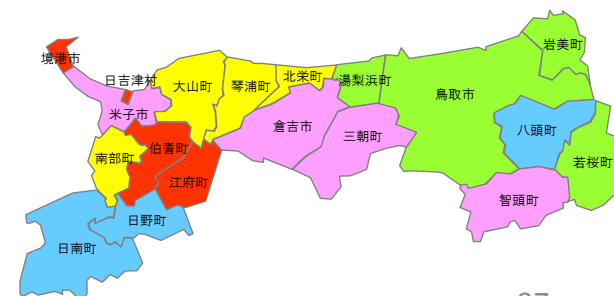 岩美町
境港市
日吉津村
大山町
琴浦町
北栄町
湯梨浜町
鳥取市
米子市
倉吉市
三朝町
八頭町
南部町
伯耆町
江府町
若桜町
智頭町
日野町
日南町